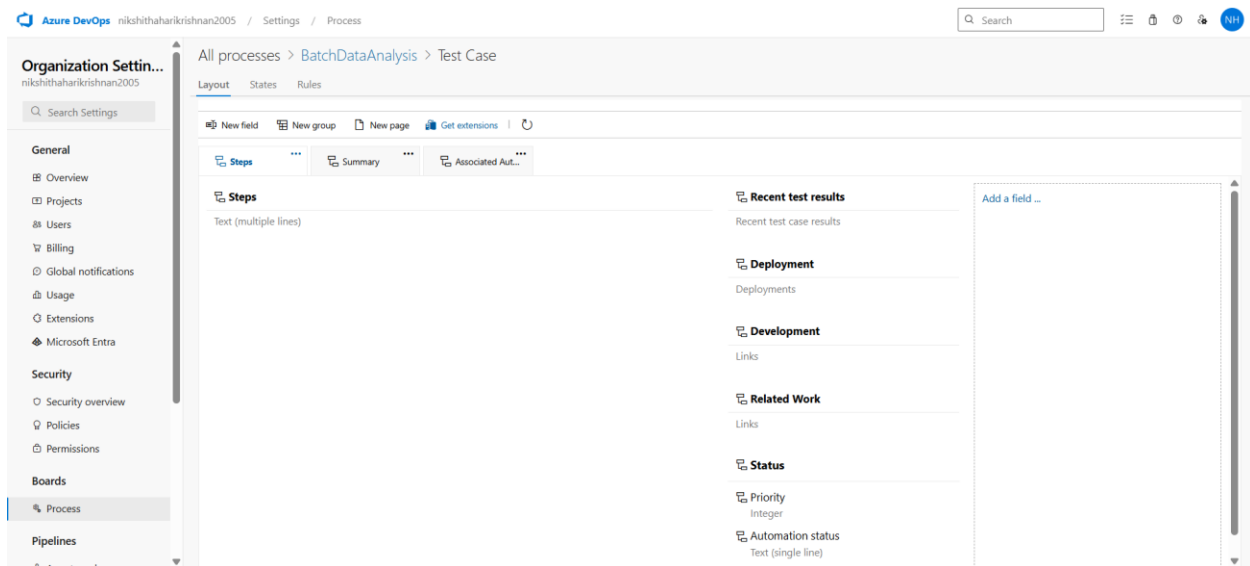 Azure DevOps nikshithaharikrishnan2005 / Settings / Process
Search
NH
Organization Settin...
nikshithaharikrishnan2005
Search Settings
General
Overview
Projects
Users
Billing
Global notifications
Usage
Extensions
Microsoft Entra
Security
Security overview
Policies
Permissions
Boards
Process
Pipelines
All processes > BatchDataAnalysis > Test Case
Layout States Rules
New field New group New page Get extensions
Steps ... Summary ... Associated Aut... ...
Steps
Text (multiple lines)
Recent test results
Recent test case results
Deployment
Deployments
Development
Links
Related Work
Links
Status
Priority
Integer
Automation status
Text (single line)
Add a field ...